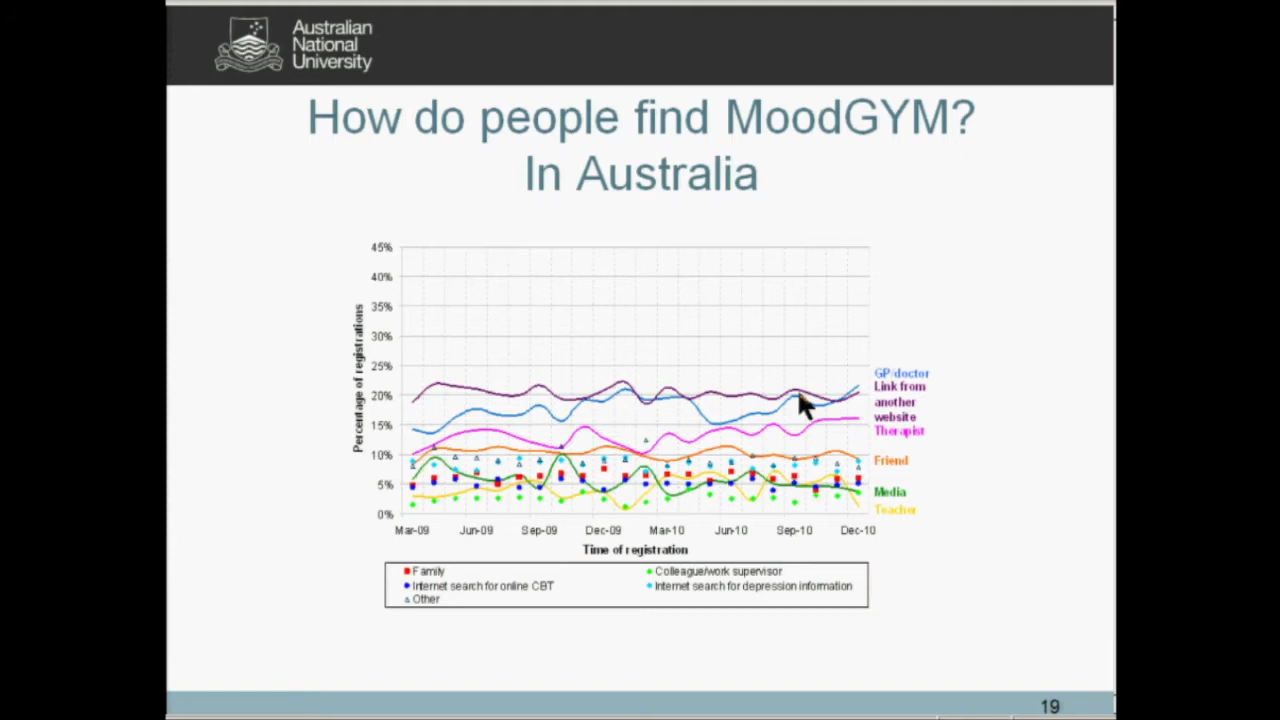 Australian
National
University
How do people find MoodGYM?
In Australia
45%
40%
35%
30%
25%
20%
15%
10%
5%
0%
Percentage of registrations
Mar-09 Jun-09 Sep-09 Dec-09 Mar-10 Jun-10 Sep-10 Dec-10
Time of registration
GP/doctor
Link from
another
website
Therapist
Friend
Media
Teacher
Family
Colleague/work supervisor
Internet search for online CBT
Internet search for depression information
Other
19